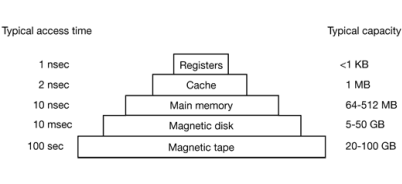 Typical access time Typical capacity
1 nsec Registers <1 KB
2 nsec Cache 1 MB
10 nsec Main memory 64-512 MB
10 msec Magnetic disk 5-50 GB
100 sec Magnetic tape 20-100 GB